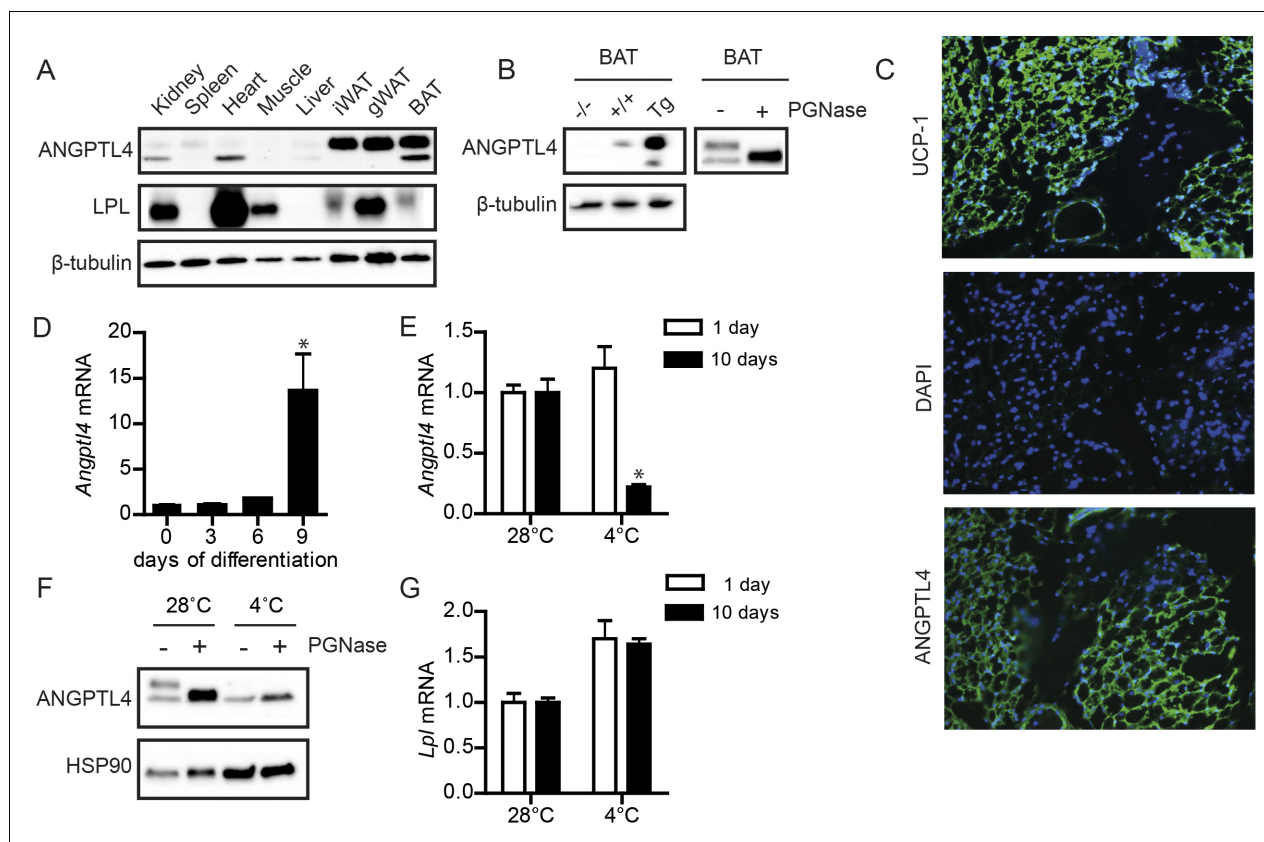 A
Kidney
Spleen
Heart
Muscle
Liver
iWAT
gWAT
BAT
ANGPTL4
LPL
β-tubulin
B
BAT
BAT
-/-
+/+
Tg
-
+
PGNase
ANGPTL4
β-tubulin
C
UCP-1
DAPI
ANGPTL4
D
Angptl4 mRNA
20
15
10
5
0
*
0 3 6 9
days of differentiation
E
Angptl4 mRNA
1.5
1.0
0.5
0.0
*
28°C 4°C
1 day
10 days
F
28˚C 4˚C
- + - + PGNase
ANGPTL4
HSP90
G
Lpl mRNA
2.0
1.5
1.0
0.5
0.0
28°C 4°C
1 day
10 days